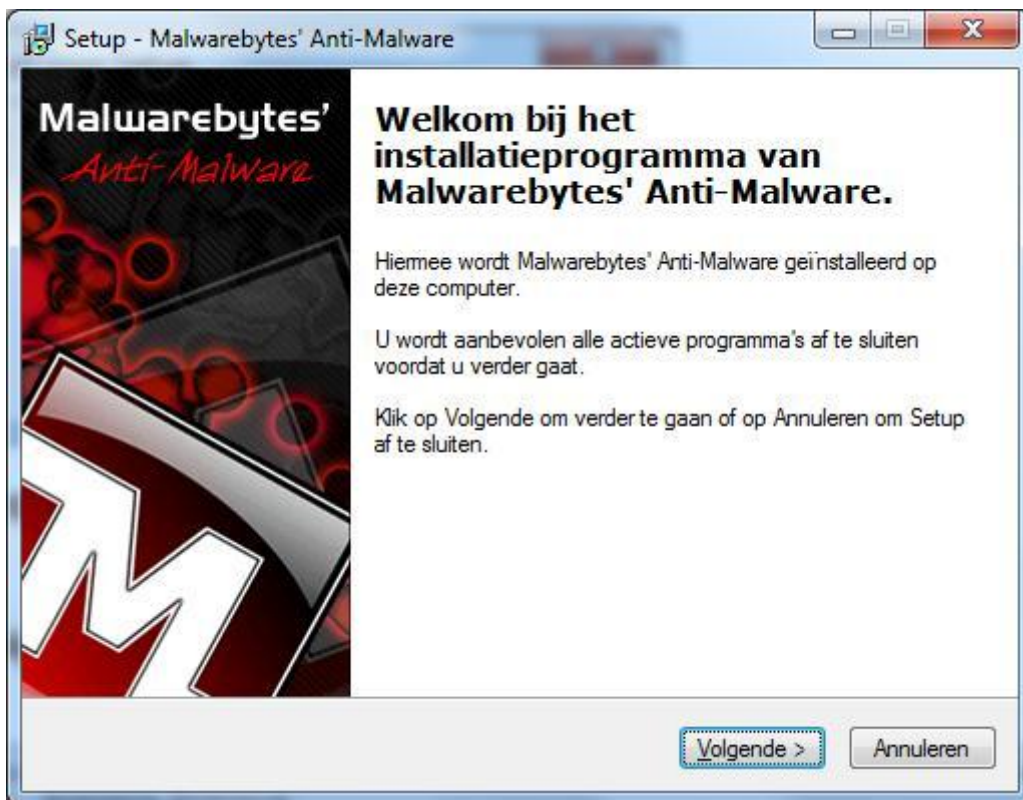 Setup - Malwarebytes' Anti-Malware
Malwarebytes'
Anti-Malware
Welkom bij het
installatieprogramma van
Malwarebytes' Anti-Malware.
Hiermee wordt Malwarebytes' Anti-Malware geïnstalleerd op
deze computer.
U wordt aanbevolen alle actieve programma's af te sluiten
voordat u verder gaat.
Klik op Volgende om verder te gaan of op Annuleren om Setup
af te sluiten.
Volgende >
Annuleren